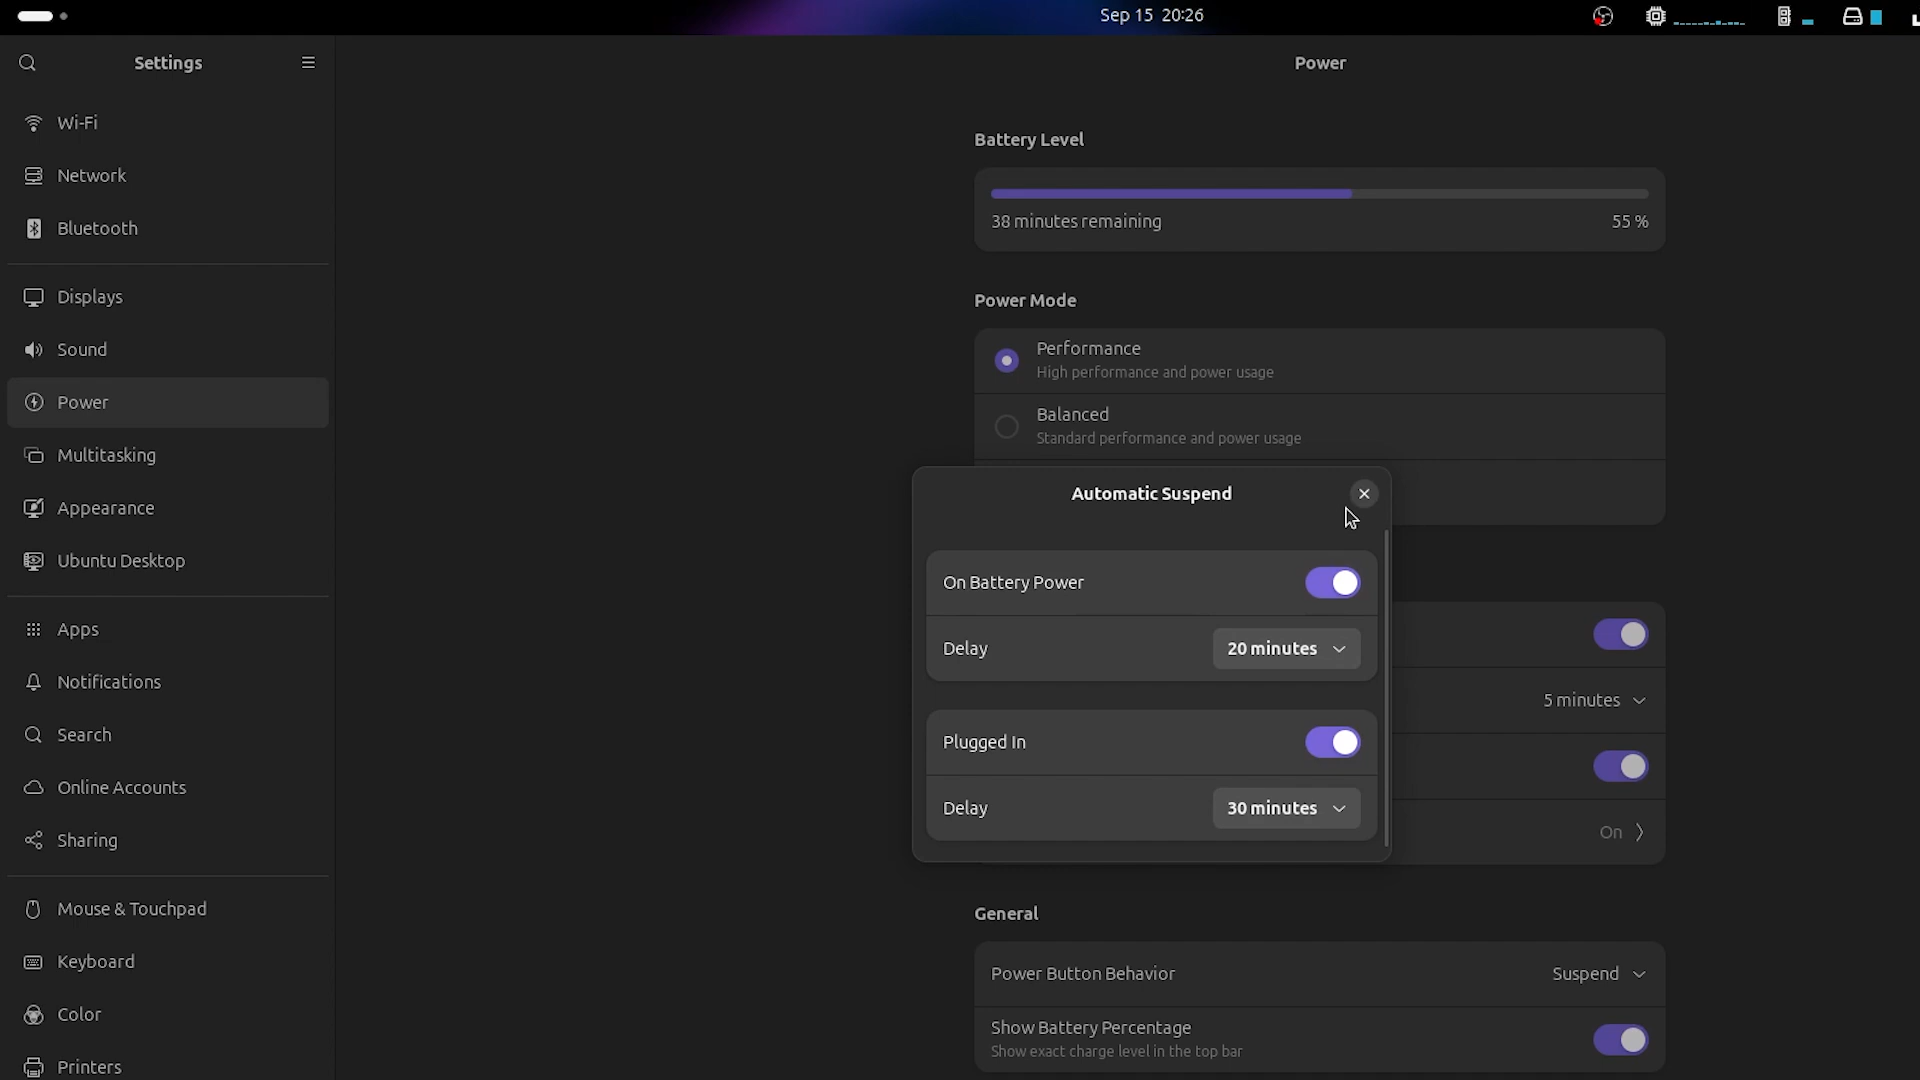 Sep 15 20:26
Settings
Power
Wi-Fi
Network
Bluetooth
Displays
Sound
Power
Multitasking
Appearance
Ubuntu Desktop
Apps
Notifications
Search
Online Accounts
Sharing
Mouse & Touchpad
Keyboard
Color
Printers
Battery Level
38 minutes remaining 55 %
Power Mode
Performance
High performance and power usage
Balanced
Standard performance and power usage
Automatic Suspend
On Battery Power
Delay 20 minutes
Plugged In
Delay 30 minutes
5 minutes
On
General
Power Button Behavior Suspend
Show Battery Percentage
Show exact charge level in the top bar